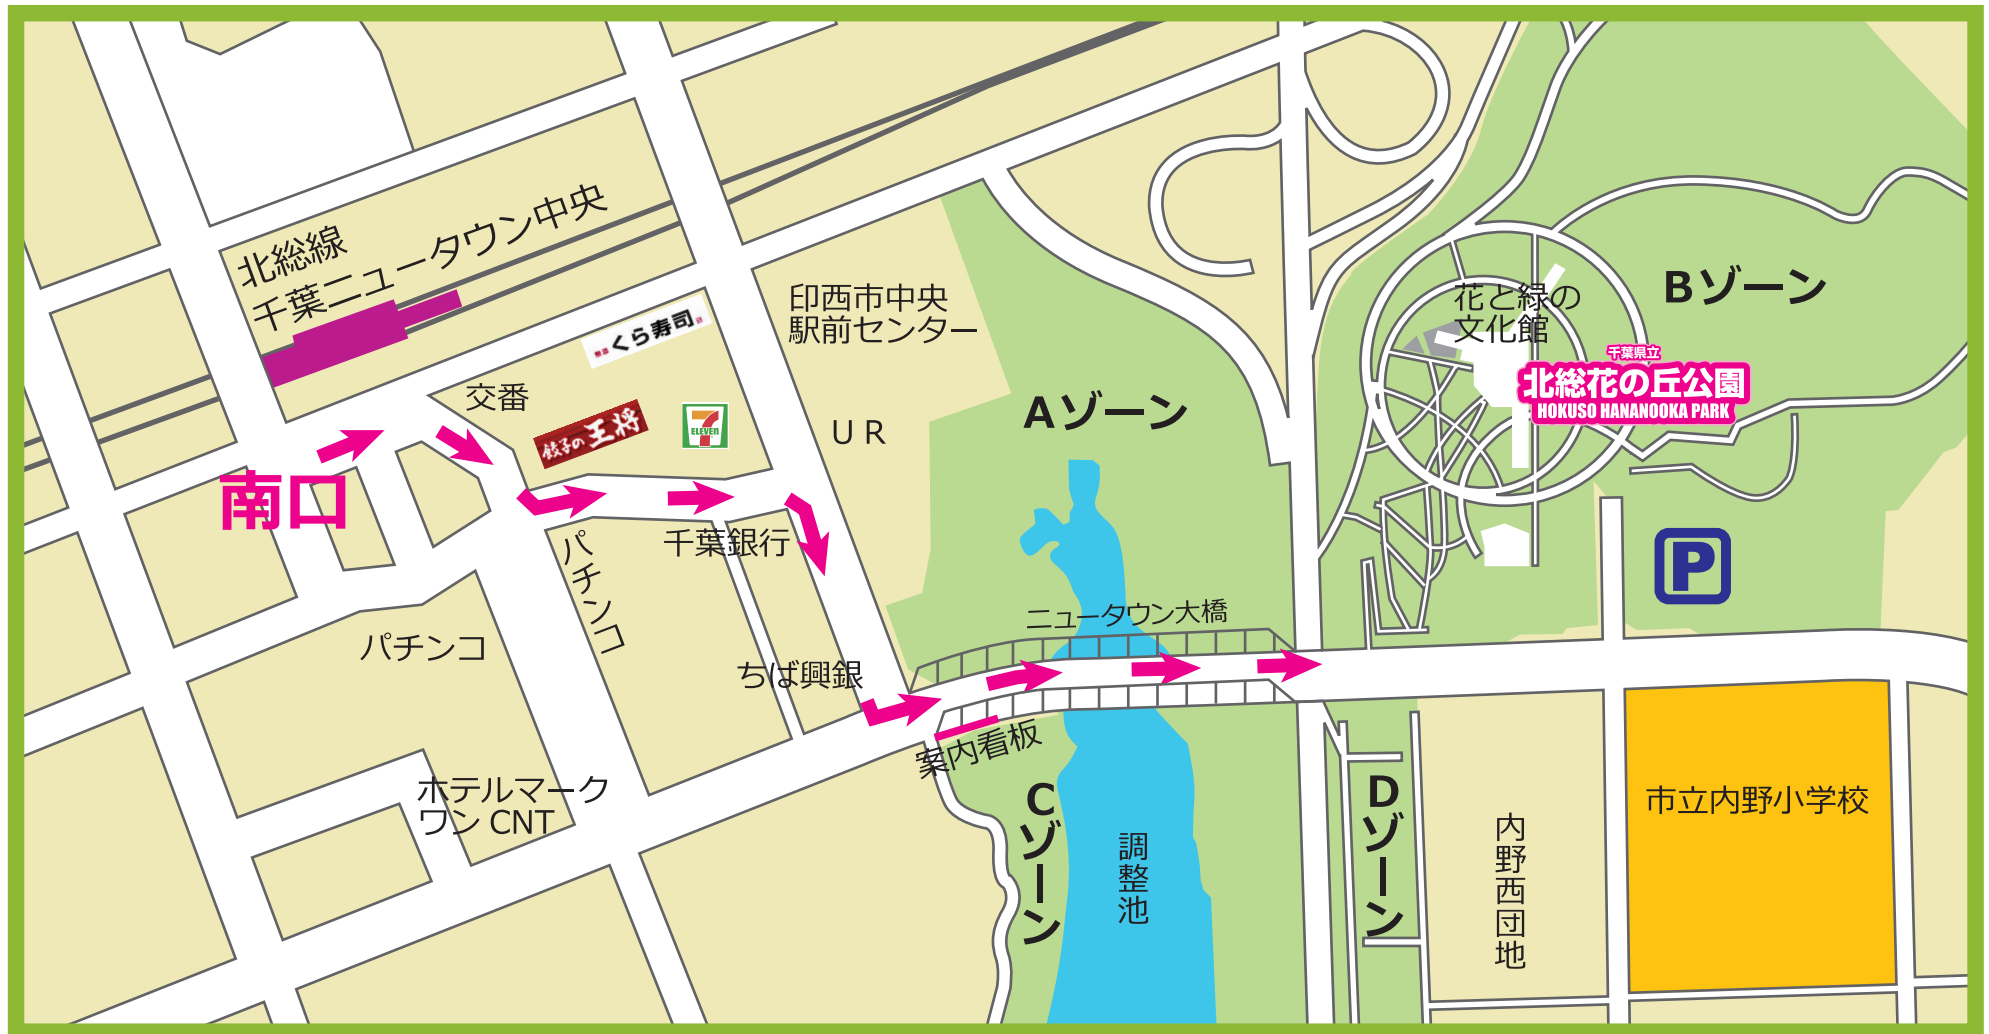 北総線
千葉ニュータウン中央
無添 くら寿司
交番
餃子の王将
7
ELEVEN
南口
印西市中央
駅前センター
UR
千葉銀行
パチンコ
パチンコ
ちば興銀
ホテルマーク
ワン CNT
案内看板
ニュータウン大橋
Aゾーン
Bゾーン
花と緑の
文化館
千葉県立
北総花の丘公園
HOKUSO HANANOOKA PARK
P
Cゾーン
調整池
Dゾーン
内野西団地
市立内野小学校